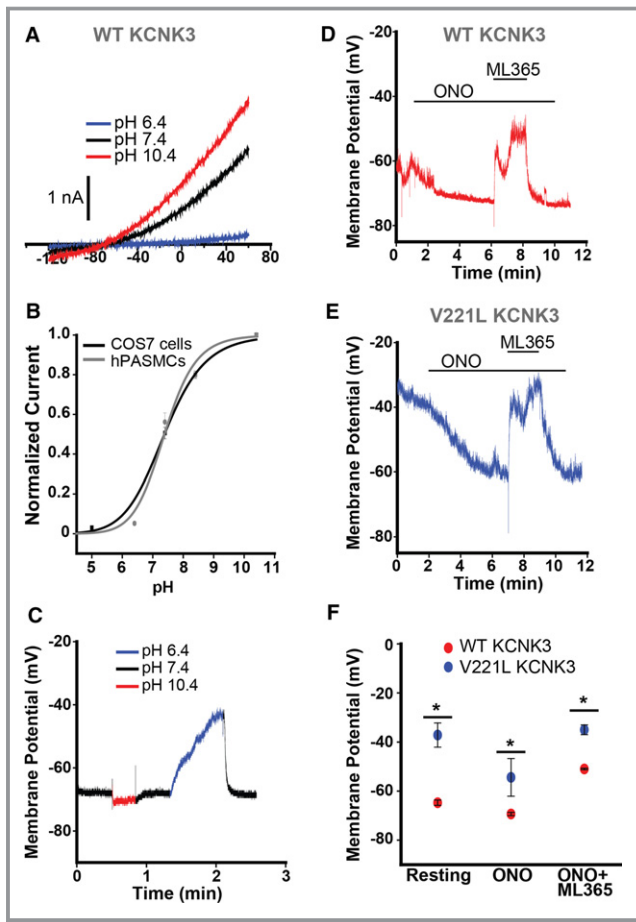 A WT KCNK3
pH 6.4
pH 7.4
pH 10.4
1 nA
-120 -80 -40 0 40 80
B
COS7 cells
hPASMCs
Normalized Current
1.0
0.8
0.6
0.4
0.2
0
5 6 7 8 9 10 11
pH
C
pH 6.4
pH 7.4
pH 10.4
Membrane Potential (mV)
-20
-40
-60
-80
0 1 2 3
Time (min)
D WT KCNK3
ML365
ONO
Membrane Potential (mV)
-20
-40
-60
-80
0 2 4 6 8 10 12
Time (min)
E V221L KCNK3
ML365
ONO
Membrane Potential (mV)
-20
-40
-60
-80
0 2 4 6 8 10 12
Time (min)
F
WT KCNK3
V221L KCNK3
* * *
Membrane Potential (mV)
0
-20
-40
-60
-80
Resting ONO ONO+
ML365